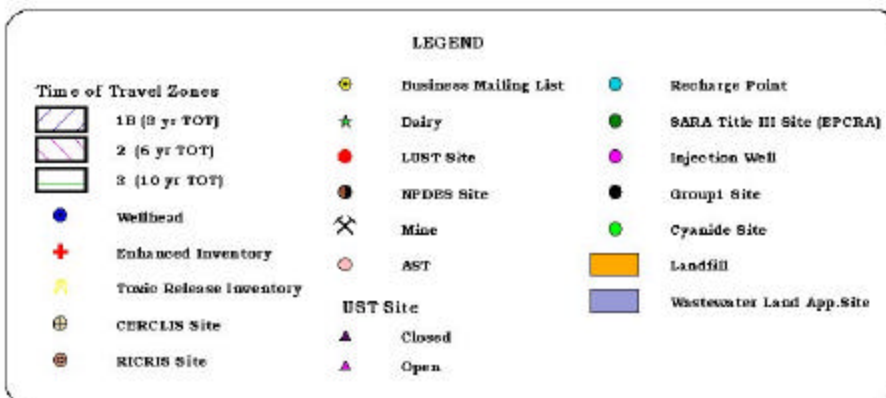 LEGEND
Time of Travel Zones
1B (3 yr TOT)
2 (6 yr TOT)
3 (10 yr TOT)
Wellhead
Enhanced Inventory
Toxic Release Inventory
CERCLIS Site
RICRIS Site
Business Mailing List
Dairy
LUST Site
NPDES Site
Mine
AST
UST Site
Closed
Open
Recharge Point
SARA Title III Site (EPCRA)
Injection Well
Group1 Site
Cyanide Site
Landfill
Wastewater Land App.Site